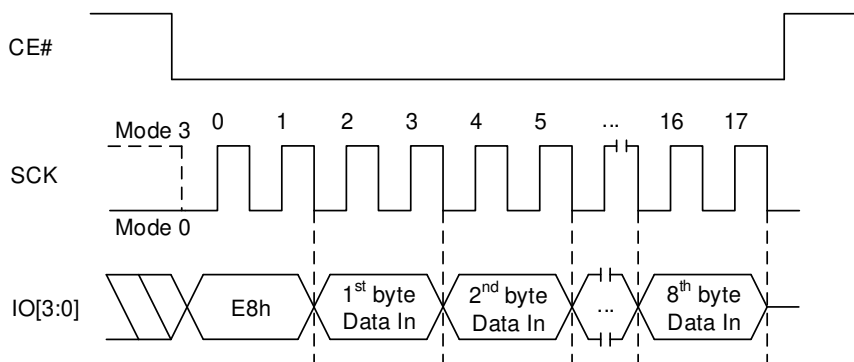 CE#
Mode 3
0 1 2 3 4 5 ... 16 17
SCK
Mode 0
IO[3:0]
E8h
1st byte
Data In
2nd byte
Data In
...
8th byte
Data In